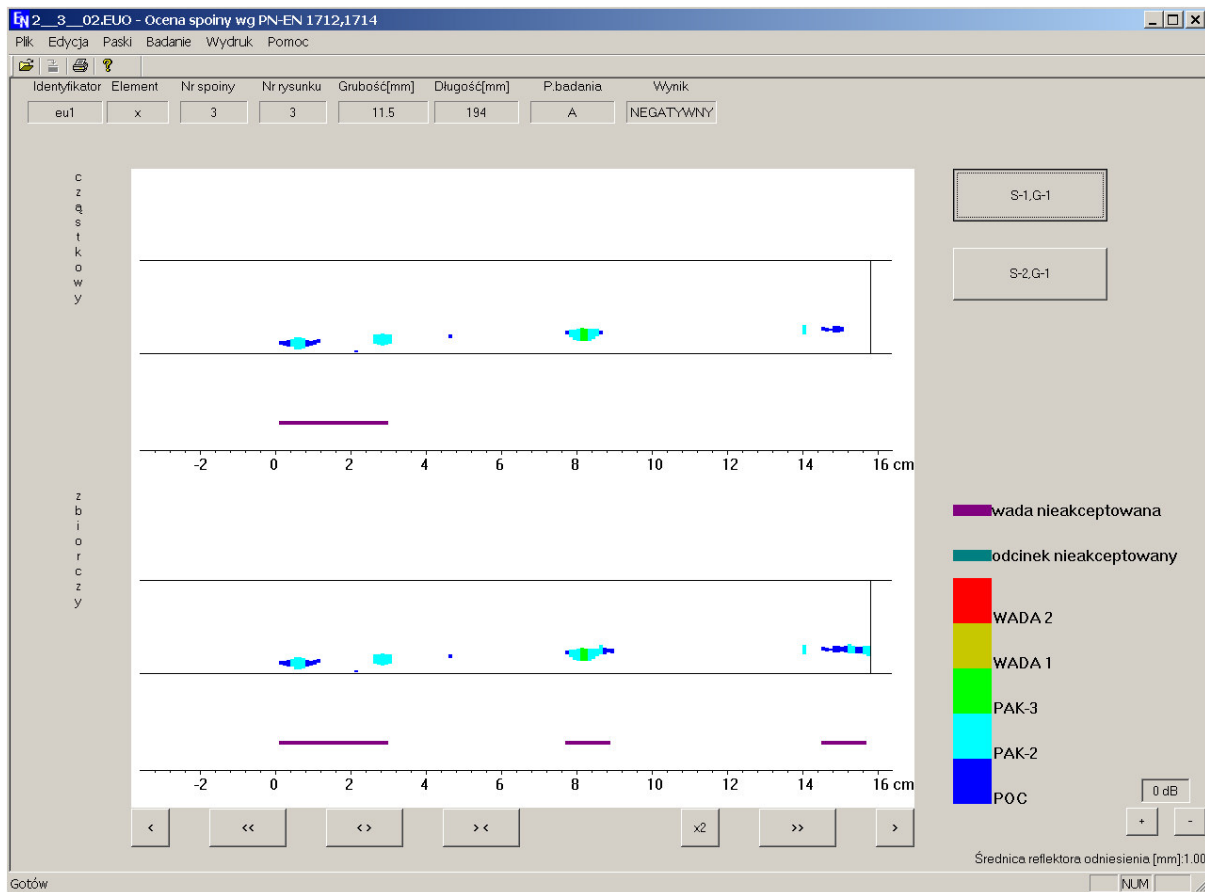 EN 2__3__02.EUO - Ocena spoiny wg PN-EN 1712,1714
Plik Edycja Paski Badanie Wydruk Pomoc
Identyfikator Element Nr spoiny Nr rysunku Grubość[mm] Długość[mm] P.badania Wynik
eu1 x 3 3 11.5 194 A NEGATYWNY
cząstkowy
S-1,G-1
S-2,G-1
-2 0 2 4 6 8 10 12 14 16 cm
zbiorczy
wada nieakceptowana
odcinek nieakceptowany
WADA 2
WADA 1
PAK-3
PAK-2
POC
-2 0 2 4 6 8 10 12 14 16 cm
0 dB
< << <> >< x2 >> > + -
Średnica reflektora odniesienia [mm]:1.00
Gotów NUM